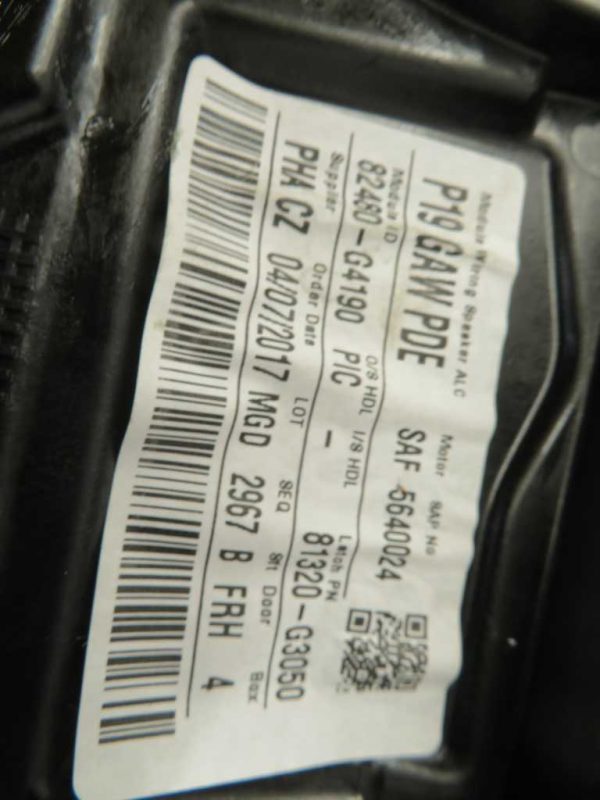 Module Wiring Speaker ALC Motor SAP No
P19 GAW PDE SAF 5640024
Module ID O/S HDL I/S HDL Latch PN
82460-G4190 PIC - 81320-G3050
Supplier Order Date LOT SEQ St Door Box
PHA CZ 04/07/2017 MGD 2967 B FRH 4